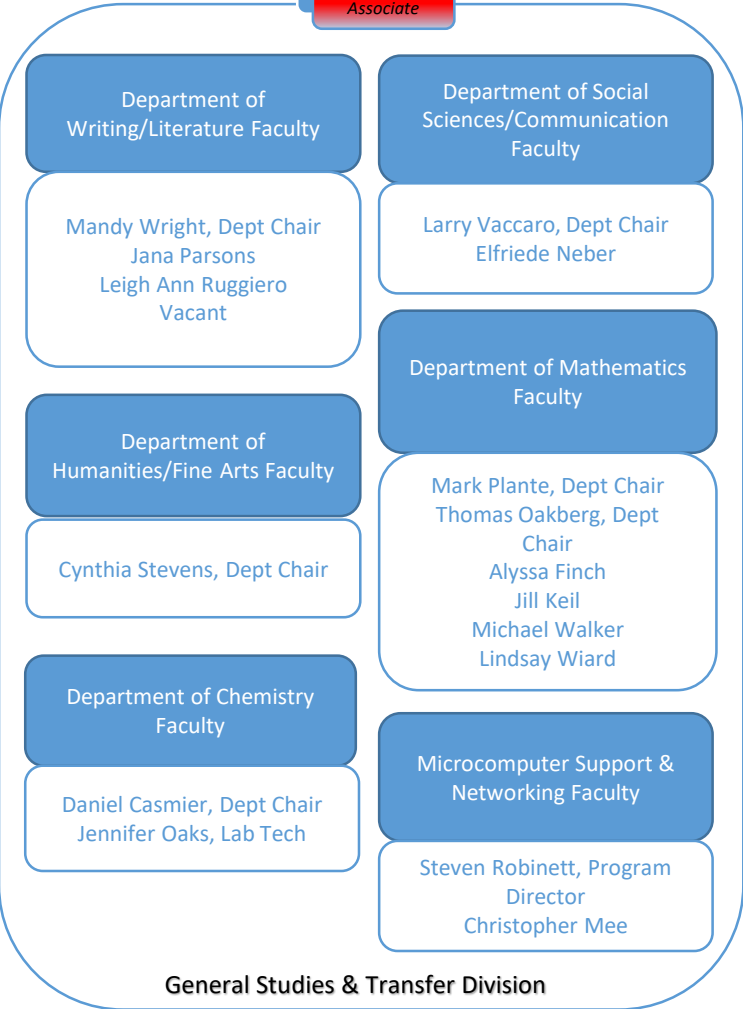 Associate
Department of
Writing/Literature Faculty
Mandy Wright, Dept Chair
Jana Parsons
Leigh Ann Ruggiero
Vacant
Department of
Humanities/Fine Arts Faculty
Cynthia Stevens, Dept Chair
Department of Chemistry
Faculty
Daniel Casmier, Dept Chair
Jennifer Oaks, Lab Tech
Department of Social
Sciences/Communication
Faculty
Larry Vaccaro, Dept Chair
Elfriede Neber
Department of Mathematics
Faculty
Mark Plante, Dept Chair
Thomas Oakberg, Dept
Chair
Alyssa Finch
Jill Keil
Michael Walker
Lindsay Wiard
Microcomputer Support &
Networking Faculty
Steven Robinett, Program
Director
Christopher Mee
General Studies & Transfer Division